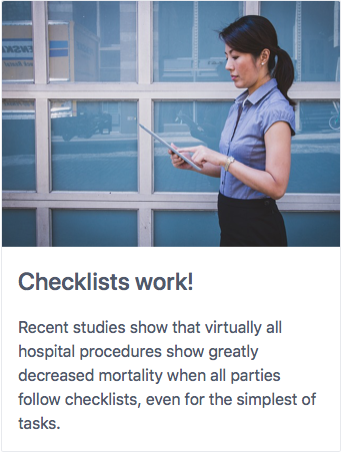 Checklists work!
Recent studies show that virtually all
hospital procedures show greatly
decreased mortality when all parties
follow checklists, even for the simplest of
tasks.